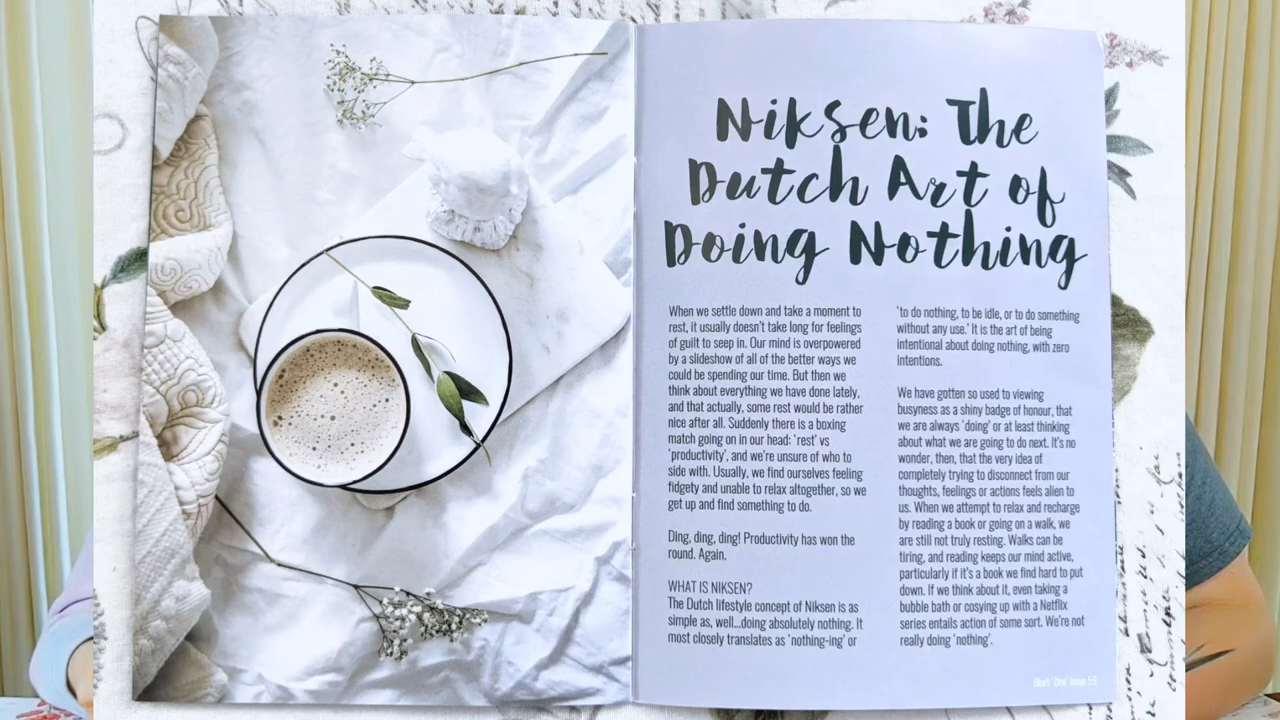 Niksen: The
Dutch Art of
Doing Nothing
When we settle down and take a moment to
rest, it usually doesn't take long for feelings
of guilt to seep in. Our mind is overpowered
by a slideshow of all of the better ways we
could be spending our time. But then we
think about everything we have done lately,
and that actually, some rest would be rather
nice after all. Suddenly there is a boxing
match going on in our head: 'rest' vs
'productivity', and we're unsure of who to
side with. Usually, we find ourselves feeling
fidgety and unable to relax altogether, so we
get up and find something to do.
Ding, ding, ding! Productivity has won the
round. Again.
WHAT IS NIKSEN?
The Dutch lifestyle concept of Niksen is as
simple as, well...doing absolutely nothing. It
most closely translates as 'nothing-ing' or
'to do nothing, to be idle, or to do something
without any use.' It is the art of being
intentional about doing nothing, with zero
intentions.
We have gotten so used to viewing
busyness as a shiny badge of honour, that
we are always 'doing' or at least thinking
about what we are going to do next. It's no
wonder, then, that the very idea of
completely trying to disconnect from our
thoughts, feelings or actions feels alien to
us. When we attempt to relax and recharge
by reading a book or going on a walk, we
are still not truly resting. Walks can be
tiring, and reading keeps our mind active,
particularly if it's a book we find hard to put
down. If we think about it, even taking a
bubble bath or cosying up with a Netflix
series entails action of some sort. We're not
really doing 'nothing'.
Blurt 'Zine' Issue 59